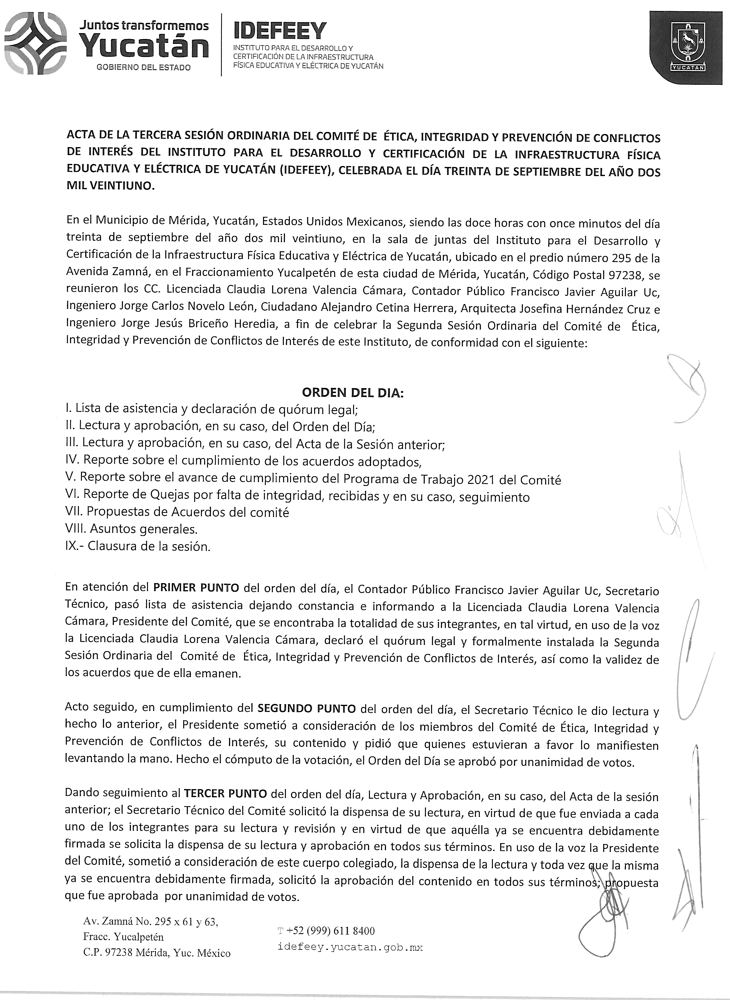 Juntos transformemos
Yucatán
GOBIERNO DEL ESTADO
IDEFEEY
INSTITUTO PARA EL DESARROLLO Y
CERTIFICACIÓN DE LA INFRAESTRUCTURA
FÍSICA EDUCATIVA Y ELÉCTRICA DE YUCATÁN
YUCATAN
ACTA DE LA TERCERA SESIÓN ORDINARIA DEL COMITÉ DE ÉTICA, INTEGRIDAD Y PREVENCIÓN DE CONFLICTOS
DE INTERÉS DEL INSTITUTO PARA EL DESARROLLO Y CERTIFICACIÓN DE LA INFRAESTRUCTURA FÍSICA
EDUCATIVA Y ELÉCTRICA DE YUCATÁN (IDEFEEY), CELEBRADA EL DÍA TREINTA DE SEPTIEMBRE DEL AÑO DOS
MIL VEINTIUNO.
En el Municipio de Mérida, Yucatán, Estados Unidos Mexicanos, siendo las doce horas con once minutos del día
treinta de septiembre del año dos mil veintiuno, en la sala de juntas del Instituto para el Desarrollo y
Certificación de la Infraestructura Física Educativa y Eléctrica de Yucatán, ubicado en el predio número 295 de la
Avenida Zamná, en el Fraccionamiento Yucalpetén de esta ciudad de Mérida, Yucatán, Código Postal 97238, se
reunieron los CC. Licenciada Claudia Lorena Valencia Cámara, Contador Público Francisco Javier Aguilar Uc,
Ingeniero Jorge Carlos Novelo León, Ciudadano Alejandro Cetina Herrera, Arquitecta Josefina Hernández Cruz e
Ingeniero Jorge Jesús Briceño Heredia, a fin de celebrar la Segunda Sesión Ordinaria del Comité de Ética,
Integridad y Prevención de Conflictos de Interés de este Instituto, de conformidad con el siguiente:
ORDEN DEL DIA:
I. Lista de asistencia y declaración de quórum legal;
II. Lectura y aprobación, en su caso, del Orden del Día;
III. Lectura y aprobación, en su caso, del Acta de la Sesión anterior;
IV. Reporte sobre el cumplimiento de los acuerdos adoptados,
V. Reporte sobre el avance de cumplimiento del Programa de Trabajo 2021 del Comité
VI. Reporte de Quejas por falta de integridad, recibidas y en su caso, seguimiento
VII. Propuestas de Acuerdos del comité
VIII. Asuntos generales.
IX.- Clausura de la sesión.
En atención del PRIMER PUNTO del orden del día, el Contador Público Francisco Javier Aguilar Uc, Secretario
Técnico, pasó lista de asistencia dejando constancia e informando a la Licenciada Claudia Lorena Valencia
Cámara, Presidente del Comité, que se encontraba la totalidad de sus integrantes, en tal virtud, en uso de la voz
la Licenciada Claudia Lorena Valencia Cámara, declaró el quórum legal y formalmente instalada la Segunda
Sesión Ordinaria del Comité de Ética, Integridad y Prevención de Conflictos de Interés, así como la validez de
los acuerdos que de ella emanen.
Acto seguido, en cumplimiento del SEGUNDO PUNTO del orden del día, el Secretario Técnico le dio lectura y
hecho lo anterior, el Presidente sometió a consideración de los miembros del Comité de Ética, Integridad y
Prevención de Conflictos de Interés, su contenido y pidió que quienes estuvieran a favor lo manifiesten
levantando la mano. Hecho el cómputo de la votación, el Orden del Día se aprobó por unanimidad de votos.
Dando seguimiento al TERCER PUNTO del orden del día, Lectura y Aprobación, en su caso, del Acta de la sesión
anterior; el Secretario Técnico del Comité solicitó la dispensa de su lectura, en virtud de que fue enviada a cada
uno de los integrantes para su lectura y revisión y en virtud de que aquélla ya se encuentra debidamente
firmada se solicita la dispensa de su lectura y aprobación en todos sus términos. En uso de la voz la Presidente
del Comité, sometió a consideración de este cuerpo colegiado, la dispensa de la lectura y toda vez que la misma
ya se encuentra debidamente firmada, solicitó la aprobación del contenido en todos sus términos; propuesta
que fue aprobada por unanimidad de votos.
Av. Zamná No. 295 x 61 y 63,
Fracc. Yucalpetén
C.P. 97238 Mérida, Yuc. México
T +52 (999) 611 8400
idefeey.yucatan.gob.mx